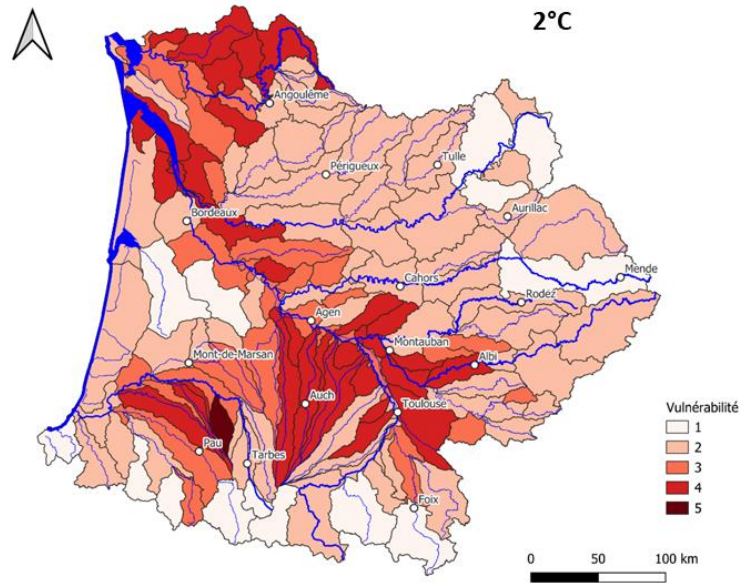 2°C
Angoulême
Périgueux
Tulle
Bordeaux
Aurillac
Cahors
Mende
Rodez
Agen
Montauban
Mont-de-Marsan
Albi
Auch
Toulouse
Pau
Tarbes
Foix
Vulnérabilité
1
2
3
4
5
0 50 100 km